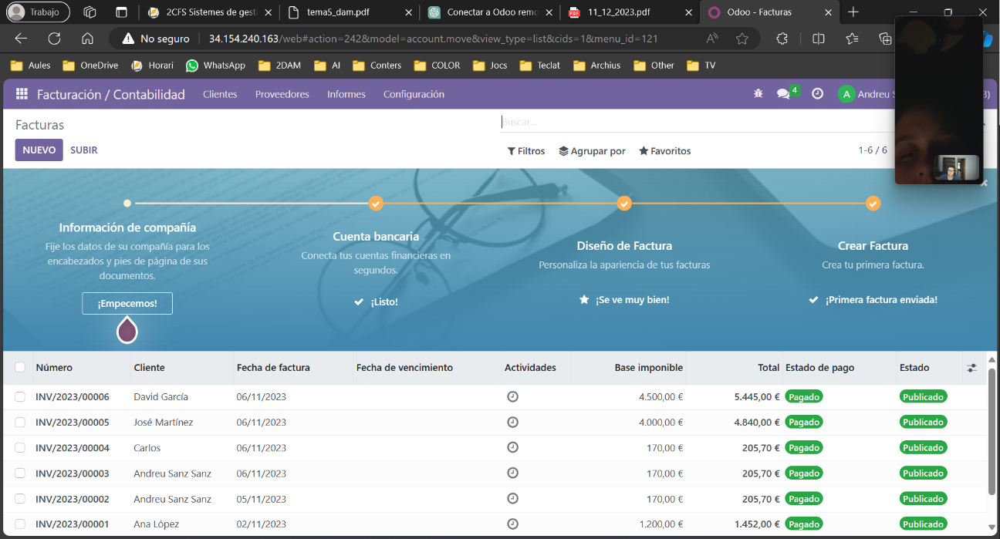 Trabajo
2CFS Sistemes de gesti
tema5_dam.pdf
Conectar a Odoo remo
PDF
11_12_2023.pdf
Odoo - Facturas
No seguro
34.154.240.163/web#action=242&model=account.move&view_type=list&cids=1&menu_id=121
Aules
OneDrive
Horari
WhatsApp
2DAM
AI
Conters
COLOR
Jocs
Teclat
Archius
Other
TV
Facturación / Contabilidad
Clientes
Proveedores
Informes
Configuración
4
A
Andreu
Facturas
Buscar...
NUEVO
SUBIR
Filtros
Agrupar por
Favoritos
1-6 / 6
Información de compañía
Fije los datos de su compañía para los
encabezados y pies de página de sus
documentos.
¡Empecemos!
Cuenta bancaria
Conecta tus cuentas financieras en
segundos.
¡Listo!
Diseño de Factura
Personaliza la apariencia de tus facturas
¡Se ve muy bien!
Crear Factura
Crea tu primera factura.
¡Primera factura enviada!
Número Cliente Fecha de factura Fecha de vencimiento Actividades Base imponible Total Estado de pago Estado
INV/2023/00006 David García 06/11/2023 4.500,00 € 5.445,00 € Pagado Publicado
INV/2023/00005 José Martínez 06/11/2023 4.000,00 € 4.840,00 € Pagado Publicado
INV/2023/00004 Carlos 06/11/2023 170,00 € 205,70 € Pagado Publicado
INV/2023/00003 Andreu Sanz Sanz 06/11/2023 170,00 € 205,70 € Pagado Publicado
INV/2023/00002 Andreu Sanz Sanz 05/11/2023 170,00 € 205,70 € Pagado Publicado
INV/2023/00001 Ana López 02/11/2023 1.200,00 € 1.452,00 € Pagado Publicado